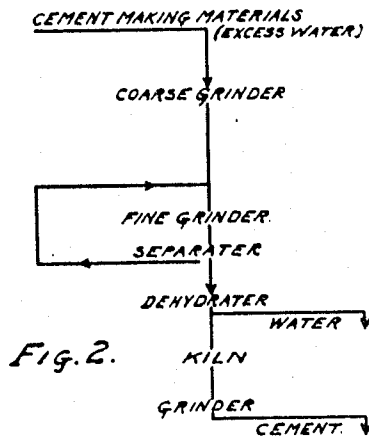 CEMENT MAKING MATERIALS
(EXCESS WATER)
COARSE GRINDER
FINE GRINDER.
SEPARATER
DEHYDRATER
WATER
FIG. 2.
KILN
GRINDER
CEMENT.